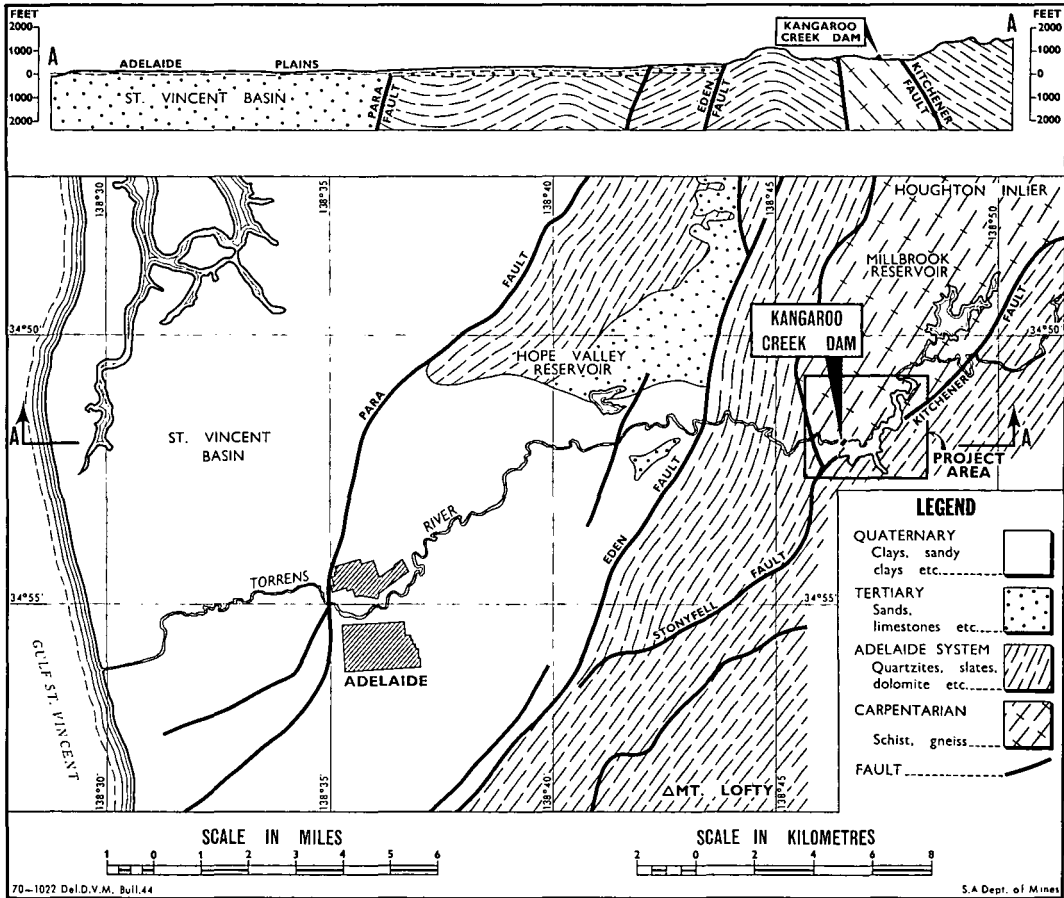 FEET
2000
1000
0
1000
2000
A
ADELAIDE PLAINS
ST. VINCENT BASIN
PARA FAULT
EDEN FAULT
KANGAROO
CREEK DAM
KITCHENER FAULT
A
FEET
2000
1000
0
1000
2000
138°30
138°35
138°40
138°45
138°50
HOUGHTON INLIER
MILLBROOK
RESERVOIR
FAULT
34°50
34°50
KANGAROO
CREEK DAM
HOPE VALLEY
RESERVOIR
PARA
FAULT
KITCHENER
A
ST. VINCENT
BASIN
A
PROJECT
AREA
EDEN
FAULT
RIVER
TORRENS
34°55'
34°55'
STONYFELL
FAULT
ADELAIDE
GULF ST. VINCENT
138°30
138°35
138°40
138°45
△MT. LOFTY
LEGEND
QUATERNARY
Clays, sandy
clays etc.
TERTIARY
Sands,
limestones etc.
ADELAIDE SYSTEM
Quartzites, slates,
dolomite etc.
CARPENTARIAN
Schist, gneiss
FAULT
SCALE IN MILES
1 0 1 2 3 4 5 6
SCALE IN KILOMETRES
2 0 2 4 6 8
70-1022 Del.D.V.M. Bull.44
S.A Dept. of Mines